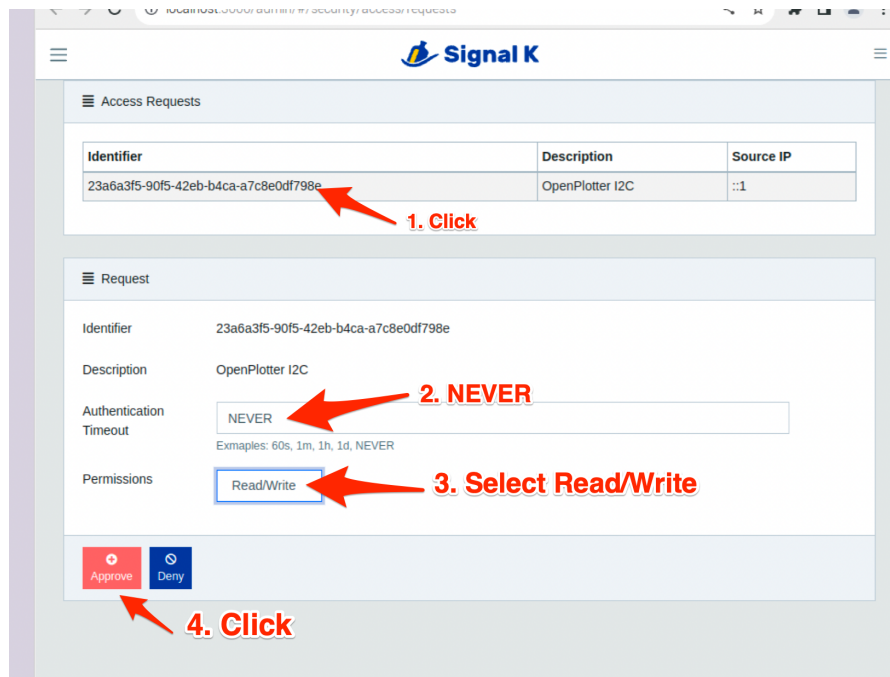 Signal K
Access Requests
Identifier Description Source IP
23a6a3f5-90f5-42eb-b4ca-a7c8e0df798e OpenPlotter I2C ::1
1. Click
Request
Identifier 23a6a3f5-90f5-42eb-b4ca-a7c8e0df798e
Description OpenPlotter I2C
2. NEVER
Authentication
Timeout
NEVER
Exmaples: 60s, 1m, 1h, 1d, NEVER
Permissions Read/Write 3. Select Read/Write
Approve Deny
4. Click